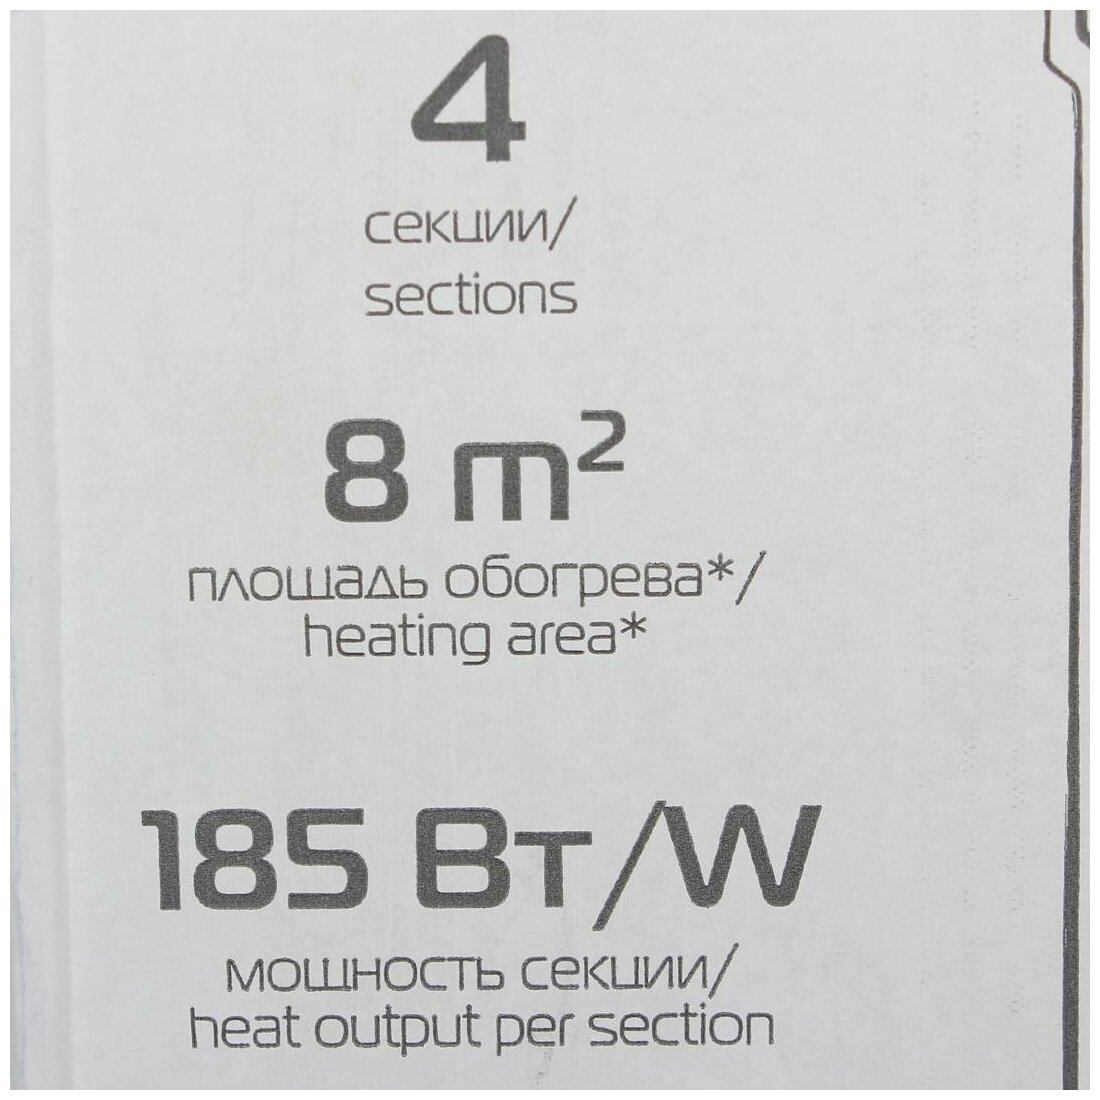 4
секции/
sections
8 m²
площадь обогрева*/
heating area*
185 Вт/W
мощность секции/
heat output per section